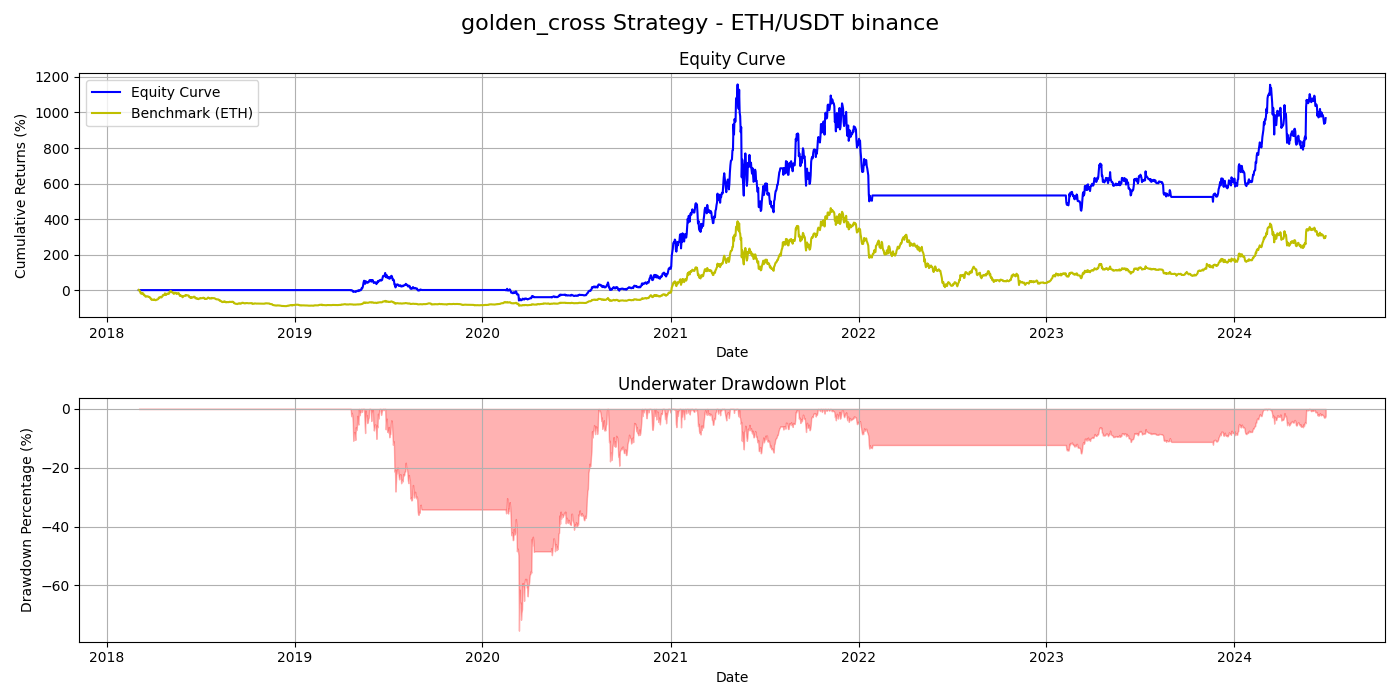 golden_cross Strategy - ETH/USDT binance
Equity Curve
Equity Curve
Benchmark (ETH)
Cumulative Returns (%)
1200
1000
800
600
400
200
0
2018 2019 2020 2021 2022 2023 2024
Date
Underwater Drawdown Plot
Drawdown Percentage (%)
0
−20
−40
−60
2018 2019 2020 2021 2022 2023 2024
Date